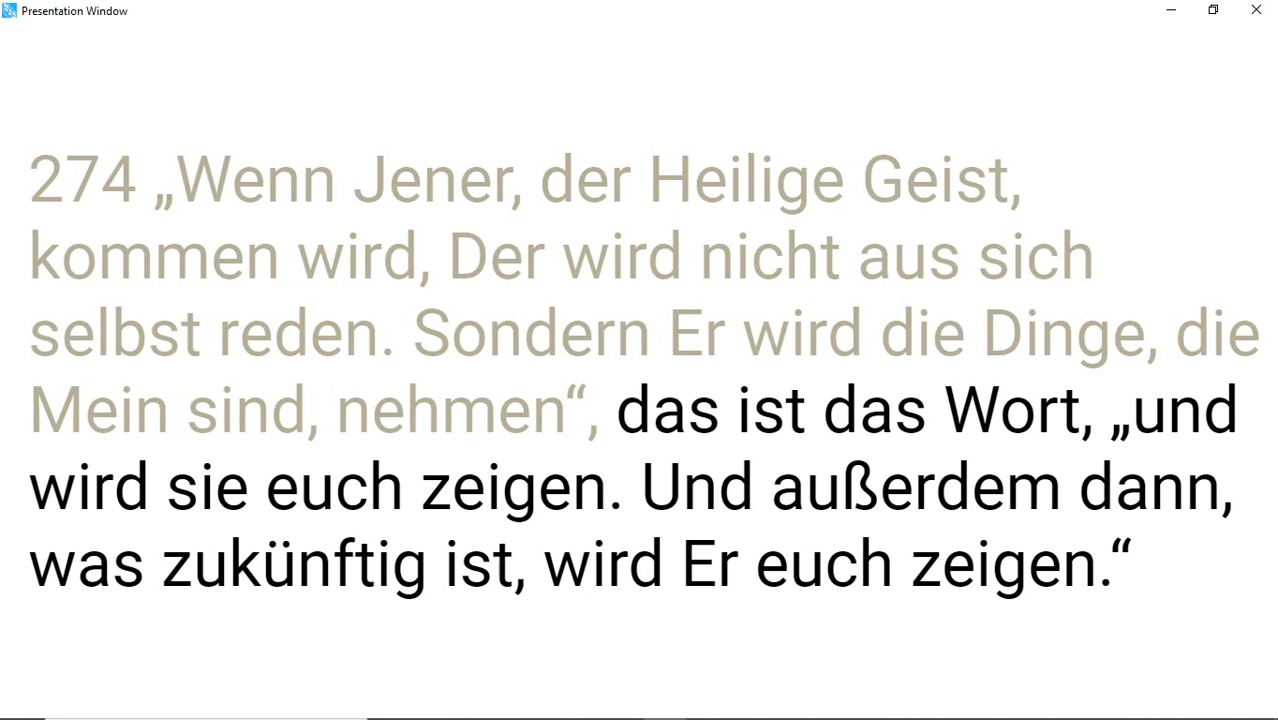 Presentation Window
274 „Wenn Jener, der Heilige Geist,
kommen wird, Der wird nicht aus sich
selbst reden. Sondern Er wird die Dinge, die
Mein sind, nehmen“, das ist das Wort, „und
wird sie euch zeigen. Und außerdem dann,
was zukünftig ist, wird Er euch zeigen.“